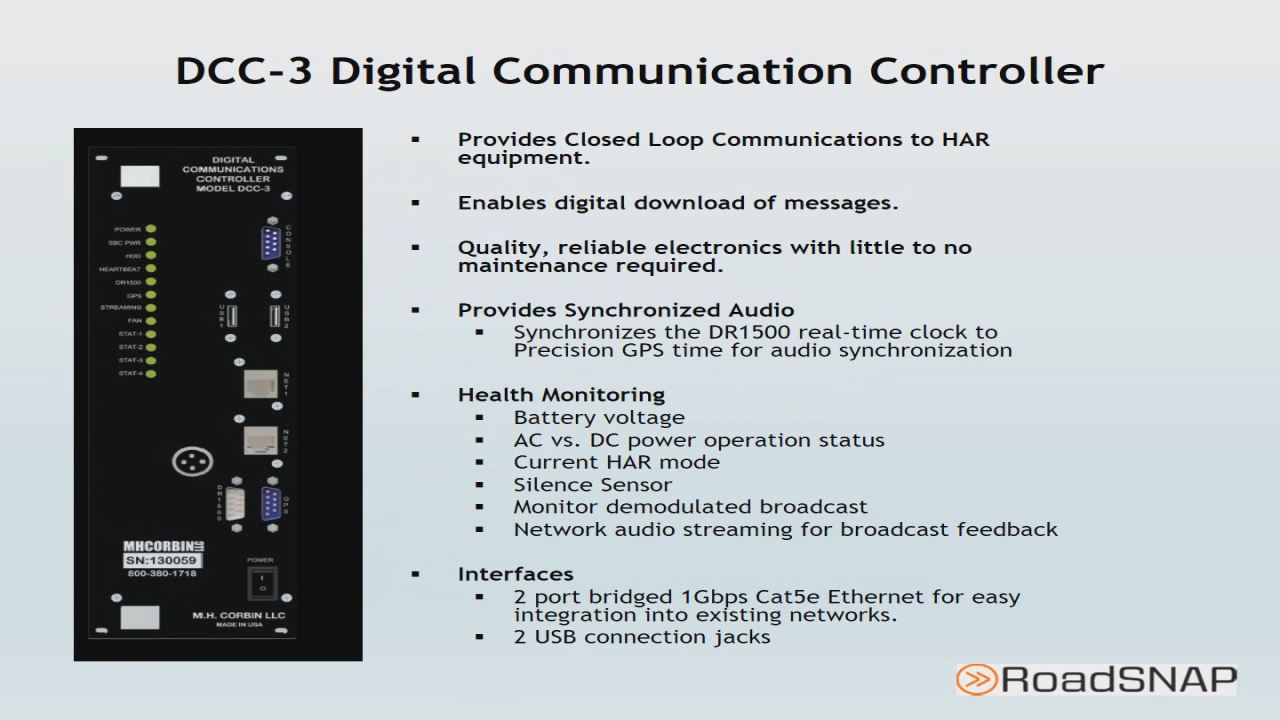 DCC-3 Digital Communication Controller
DIGITAL
COMMUNICATIONS
CONTROLLER
MODEL DCC-3
POWER
SBC PWR
HDD
HEARTBEAT
DR1500
GPS
STREAMING
FAN
STAT-1
STAT-2
STAT-3
STAT-4
CONSOLE
USB1
USB2
NET1
NET2
DR1500
GPS
MHCORBIN LLC
SN:130059
800-380-1718
POWER
M.H. CORBIN LLC
MADE IN USA
▪ Provides Closed Loop Communications to HAR
equipment.
▪ Enables digital download of messages.
▪ Quality, reliable electronics with little to no
maintenance required.
▪ Provides Synchronized Audio
▪ Synchronizes the DR1500 real-time clock to
Precision GPS time for audio synchronization
▪ Health Monitoring
▪ Battery voltage
▪ AC vs. DC power operation status
▪ Current HAR mode
▪ Silence Sensor
▪ Monitor demodulated broadcast
▪ Network audio streaming for broadcast feedback
▪ Interfaces
▪ 2 port bridged 1Gbps Cat5e Ethernet for easy
integration into existing networks.
▪ 2 USB connection jacks
RoadSNAP